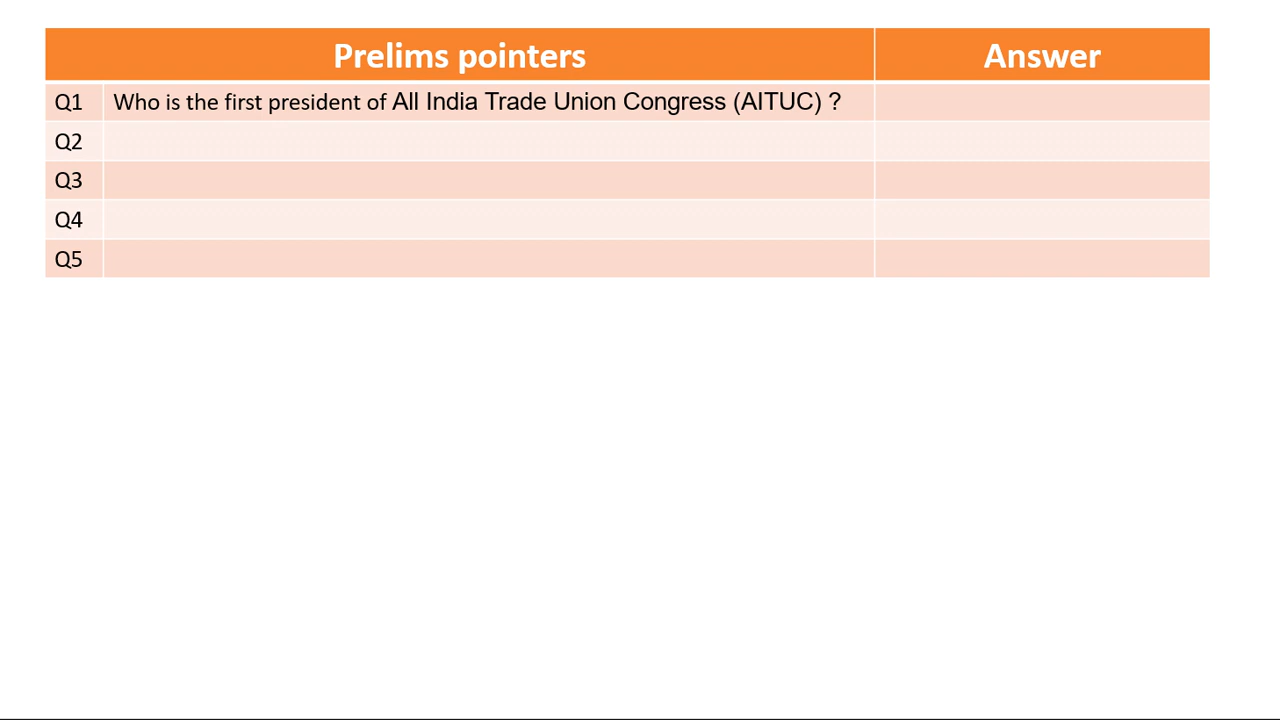 Prelims pointers Answer
Q1 Who is the first president of All India Trade Union Congress (AITUC) ?
Q2
Q3
Q4
Q5